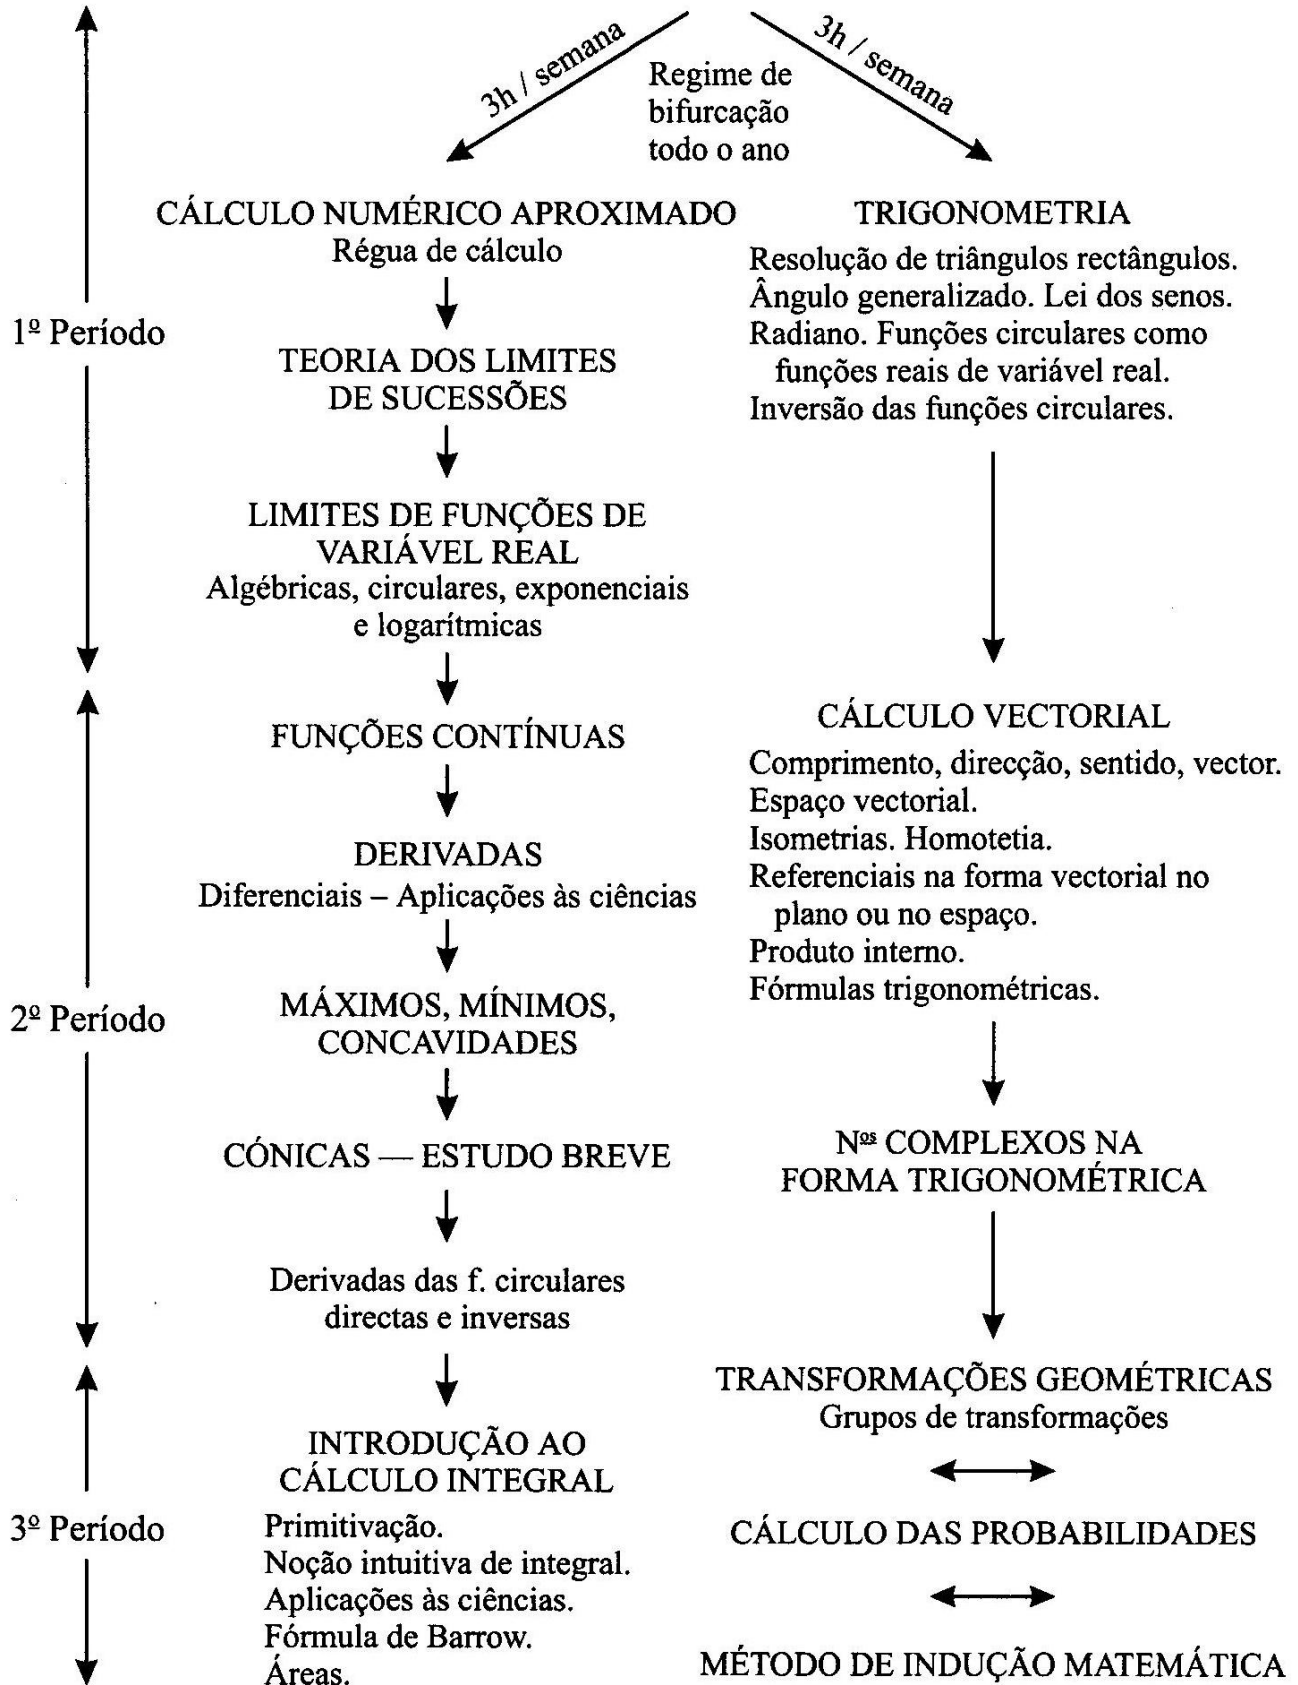 3h / semana
3h / semana
Regime de
bifurcação
todo o ano
1º Período
CÁLCULO NUMÉRICO APROXIMADO
Régua de cálculo
TEORIA DOS LIMITES
DE SUCESSÕES
LIMITES DE FUNÇÕES DE
VARIÁVEL REAL
Algébricas, circulares, exponenciais
e logarítmicas
TRIGONOMETRIA
Resolução de triângulos rectângulos.
Ângulo generalizado. Lei dos senos.
Radiano. Funções circulares como
funções reais de variável real.
Inversão das funções circulares.
2º Período
FUNÇÕES CONTÍNUAS
DERIVADAS
Diferenciais – Aplicações às ciências
MÁXIMOS, MÍNIMOS,
CONCAVIDADES
CÓNICAS — ESTUDO BREVE
Derivadas das f. circulares
directas e inversas
CÁLCULO VECTORIAL
Comprimento, direcção, sentido, vector.
Espaço vectorial.
Isometrias. Homotetia.
Referenciais na forma vectorial no
plano ou no espaço.
Produto interno.
Fórmulas trigonométricas.
Nºˢ COMPLEXOS NA
FORMA TRIGONOMÉTRICA
3º Período
INTRODUÇÃO AO
CÁLCULO INTEGRAL
Primitivação.
Noção intuitiva de integral.
Aplicações às ciências.
Fórmula de Barrow.
Áreas.
TRANSFORMAÇÕES GEOMÉTRICAS
Grupos de transformações
CÁLCULO DAS PROBABILIDADES
MÉTODO DE INDUÇÃO MATEMÁTICA